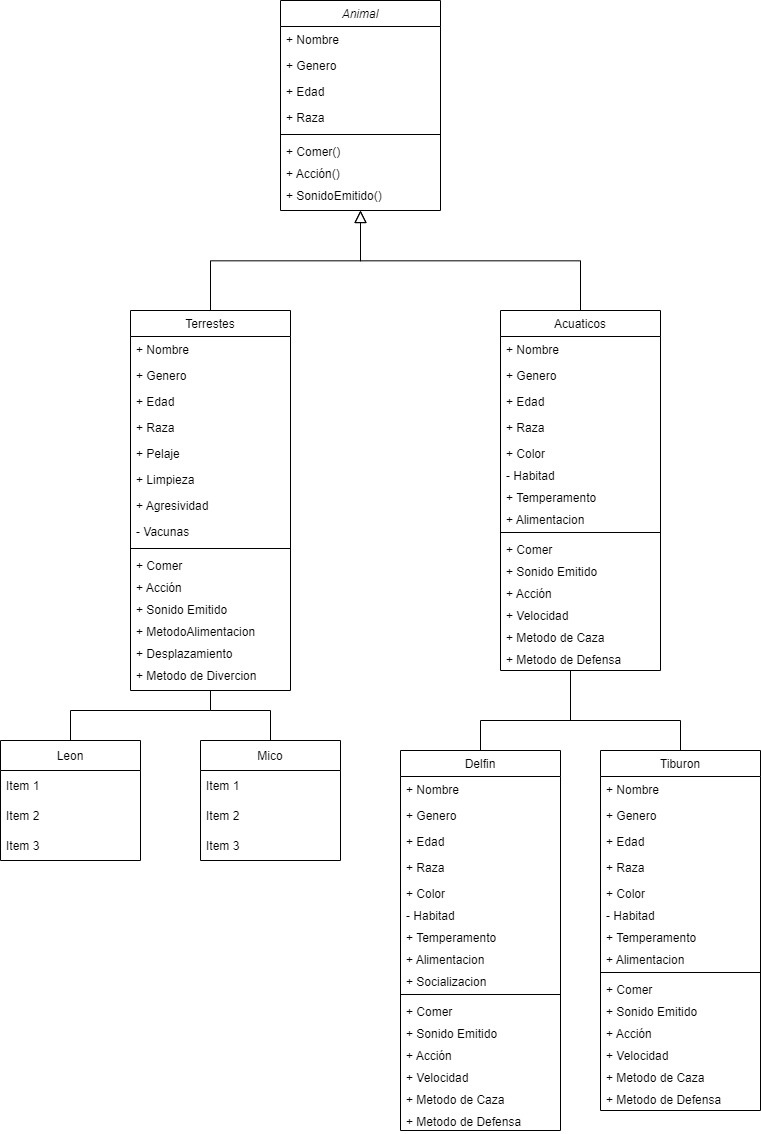 Animal
+ Nombre
+ Genero
+ Edad
+ Raza
+ Comer()
+ Acción()
+ SonidoEmitido()
Terrestes
+ Nombre
+ Genero
+ Edad
+ Raza
+ Pelaje
+ Limpieza
+ Agresividad
- Vacunas
+ Comer
+ Acción
+ Sonido Emitido
+ MetodoAlimentacion
+ Desplazamiento
+ Metodo de Divercion
Acuaticos
+ Nombre
+ Genero
+ Edad
+ Raza
+ Color
- Habitad
+ Temperamento
+ Alimentacion
+ Comer
+ Sonido Emitido
+ Acción
+ Velocidad
+ Metodo de Caza
+ Metodo de Defensa
Leon
Item 1
Item 2
Item 3
Mico
Item 1
Item 2
Item 3
Delfin
+ Nombre
+ Genero
+ Edad
+ Raza
+ Color
- Habitad
+ Temperamento
+ Alimentacion
+ Socializacion
+ Comer
+ Sonido Emitido
+ Acción
+ Velocidad
+ Metodo de Caza
+ Metodo de Defensa
Tiburon
+ Nombre
+ Genero
+ Edad
+ Raza
+ Color
- Habitad
+ Temperamento
+ Alimentacion
+ Comer
+ Sonido Emitido
+ Acción
+ Velocidad
+ Metodo de Caza
+ Metodo de Defensa